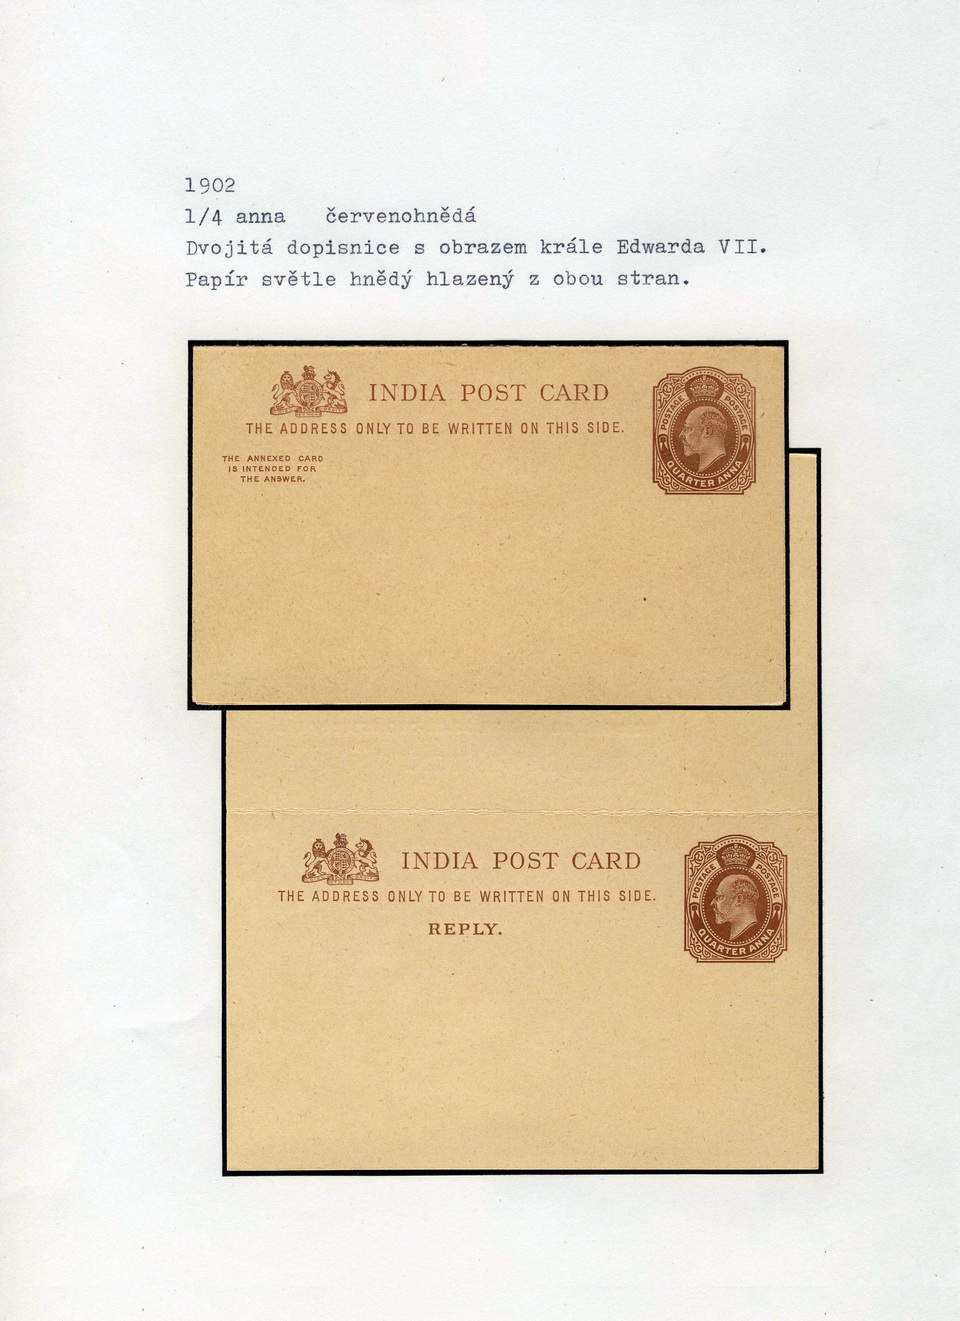 1902
1/4 anna červenohnědá
Dvojitá dopisnice s obrazem krále Edwarda VII.
Papír světle hnědý hlazený z obou stran.
INDIA POST CARD
THE ADDRESS ONLY TO BE WRITTEN ON THIS SIDE.
THE ANNEXED CARD
IS INTENDED FOR
THE ANSWER.
POSTAGE POSTAGE
QUARTER ANNA
INDIA POST CARD
THE ADDRESS ONLY TO BE WRITTEN ON THIS SIDE.
REPLY.
POSTAGE POSTAGE
QUARTER ANNA